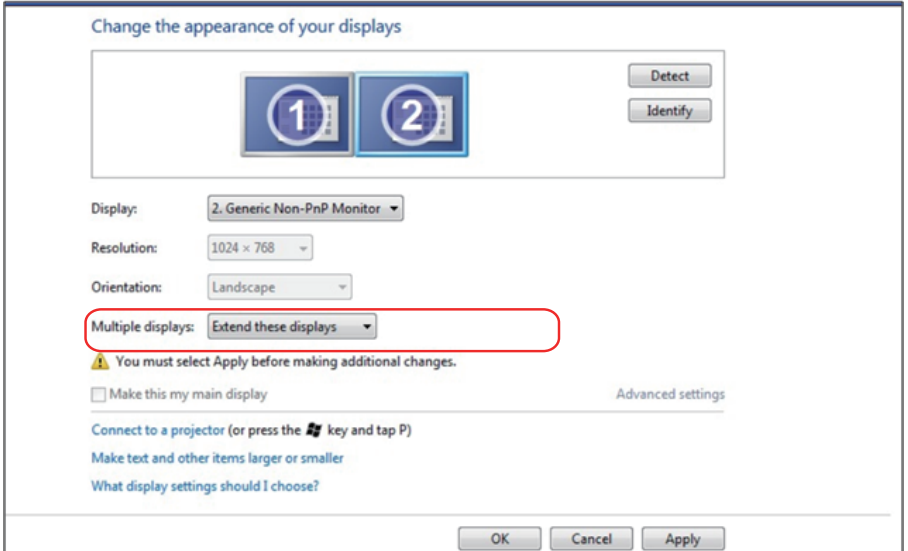 Change the appearance of your displays
1
2
Detect
Identify
Display: 2. Generic Non-PnP Monitor
Resolution: 1024 × 768
Orientation: Landscape
Multiple displays: Extend these displays
You must select Apply before making additional changes.
Make this my main display Advanced settings
Connect to a projector (or press the key and tap P)
Make text and other items larger or smaller
What display settings should I choose?
OK Cancel Apply